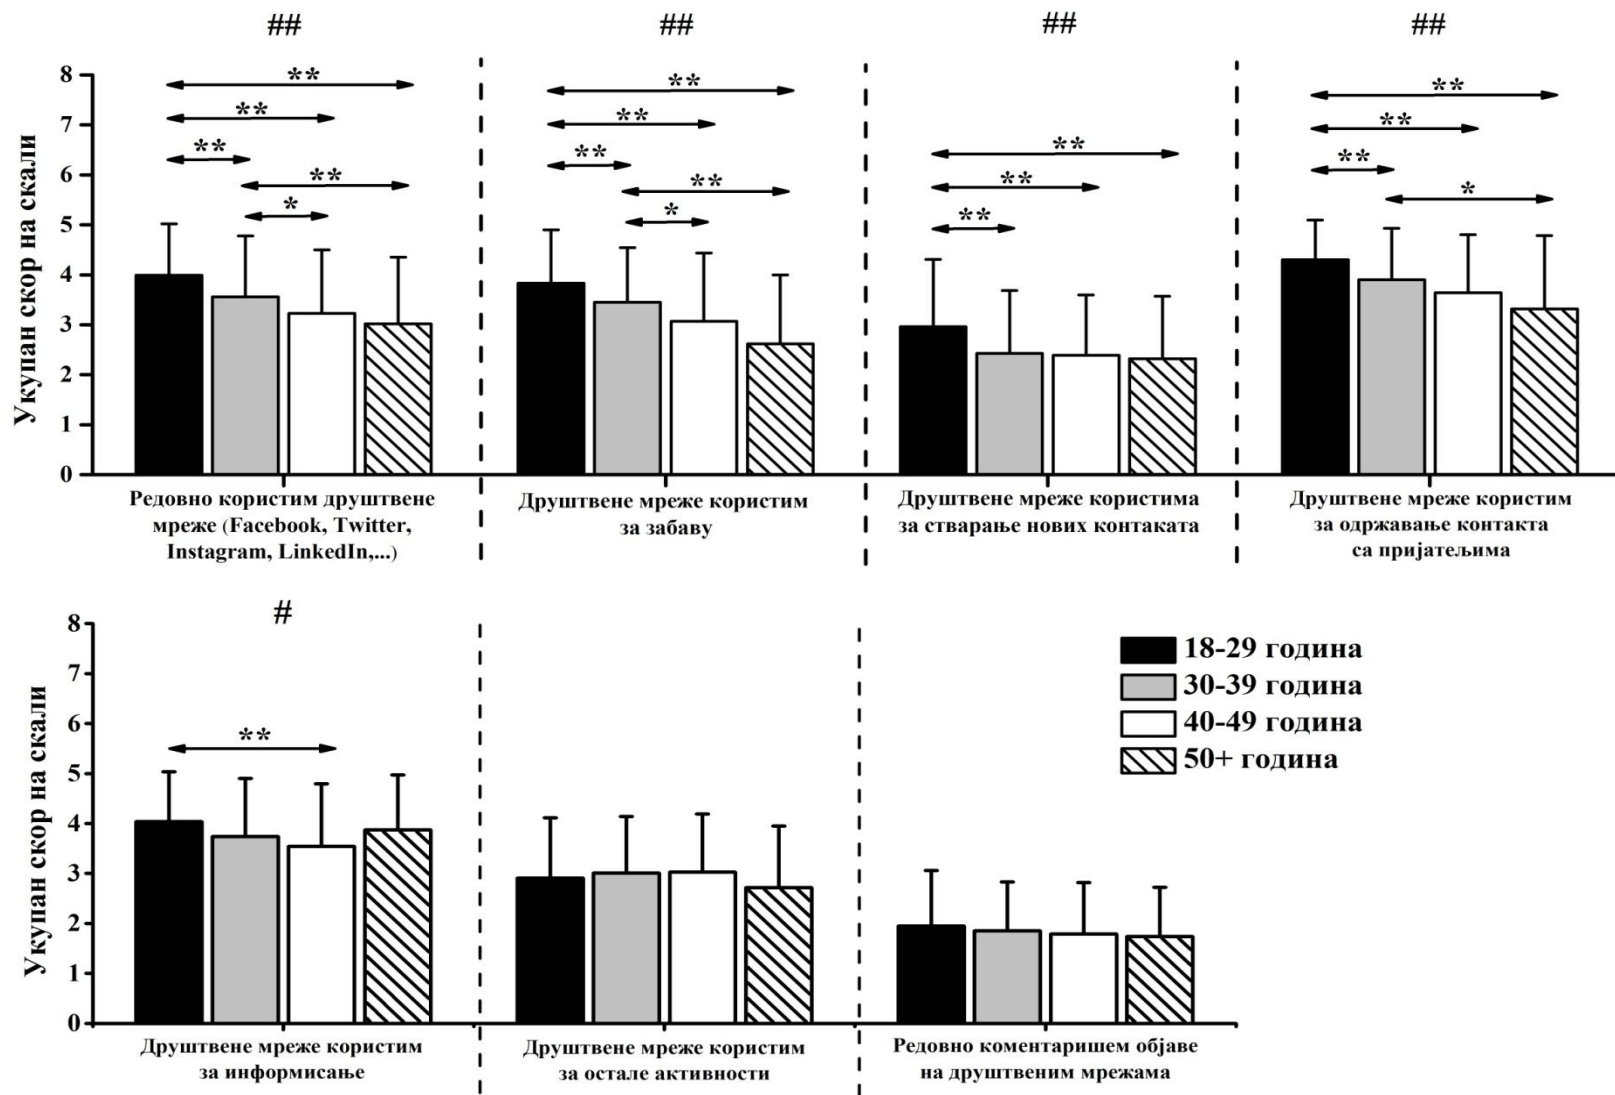 ##
##
##
##
Укупан скор на скали
8
7
6
5
4
3
2
1
0
**
**
**
**
*
**
**
**
**
*
**
**
**
**
**
**
*
Редовно користим друштвене
мреже (Facebook, Twitter,
Instagram, LinkedIn,...)
Друштвене мреже користим
за забаву
Друштвене мреже користима
за стварање нових контаката
Друштвене мреже користим
за одржавање контакта
са пријатељима
#
Укупан скор на скали
8
7
6
5
4
3
2
1
0
**
18-29 година
30-39 година
40-49 година
50+ година
Друштвене мреже користим
за информисање
Друштвене мреже користим
за остале активности
Редовно коментаришем објаве
на друштвеним мрежама